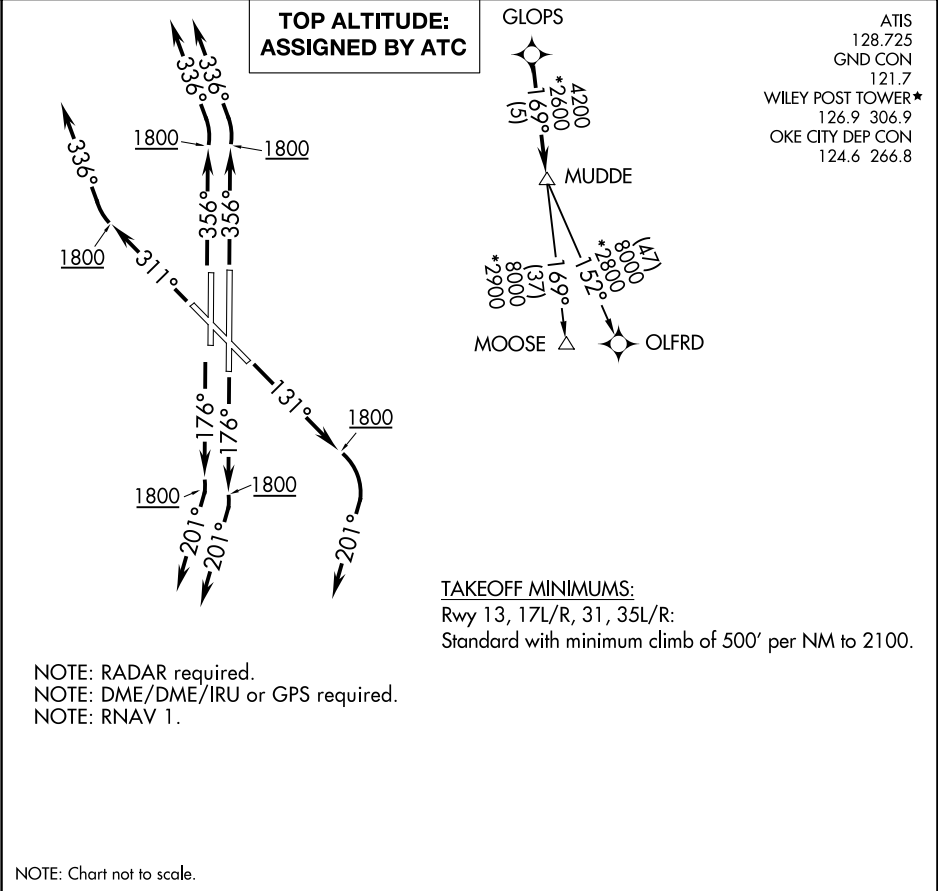 TOP ALTITUDE:
ASSIGNED BY ATC
GLOPS
ATIS
128.725
GND CON
121.7
WILEY POST TOWER★
126.9 306.9
OKE CITY DEP CON
124.6 266.8
336°
336°
336°
1800
1800
1800
356°
356°
311°
4200
*2600
169°
(5)
MUDDE
(47)
8000
*2800
152°
(37)
8000
*2900
169°
MOOSE
OLFRD
176°
176°
131°
1800
1800
1800
201°
201°
201°
TAKEOFF MINIMUMS:
Rwy 13, 17L/R, 31, 35L/R:
Standard with minimum climb of 500' per NM to 2100.
NOTE: RADAR required.
NOTE: DME/DME/IRU or GPS required.
NOTE: RNAV 1.
NOTE: Chart not to scale.